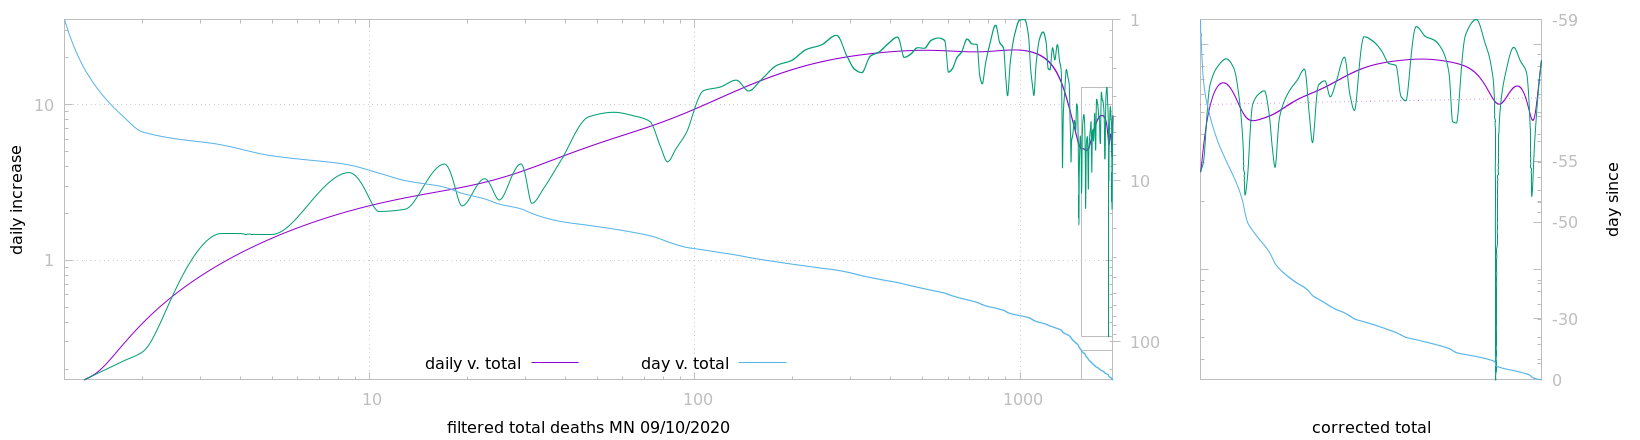 1
-59
10
10
-55
-50
daily increase
day since
1
-30
100
daily v. total
day v. total
0
10
100
1000
filtered total deaths MN 09/10/2020
corrected total